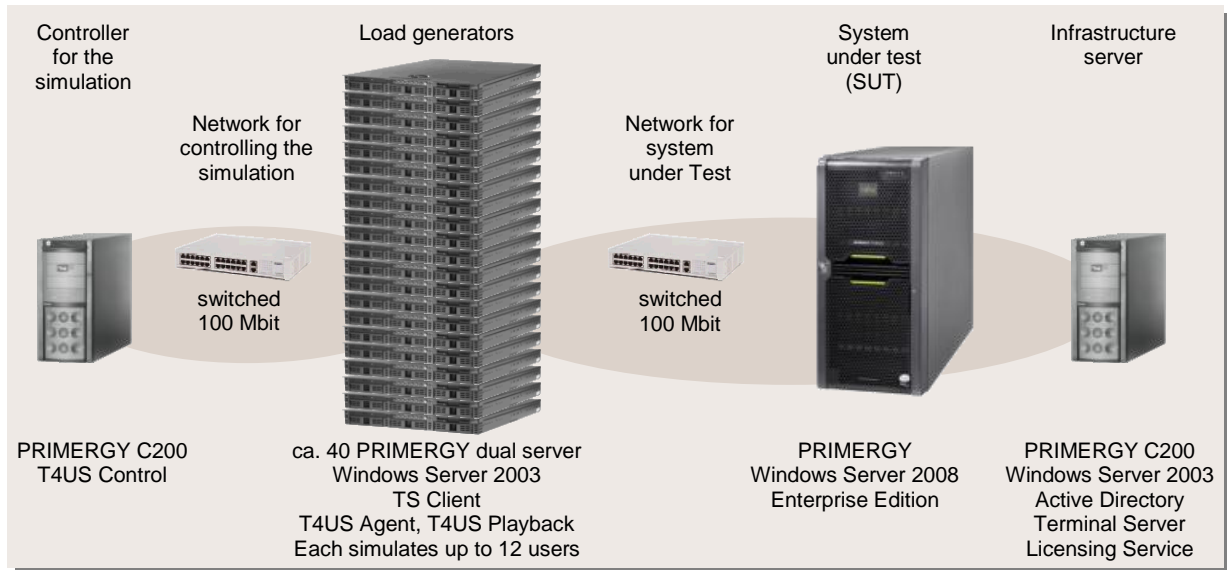 Controller
for the
simulation
Load generators
System
under test
(SUT)
Infrastructure
server
Network for
controlling the
simulation
Network for
system
under Test
switched
100 Mbit
switched
100 Mbit
PRIMERGY C200
T4US Control
ca. 40 PRIMERGY dual server
Windows Server 2003
TS Client
T4US Agent, T4US Playback
Each simulates up to 12 users
PRIMERGY
Windows Server 2008
Enterprise Edition
PRIMERGY C200
Windows Server 2003
Active Directory
Terminal Server
Licensing Service